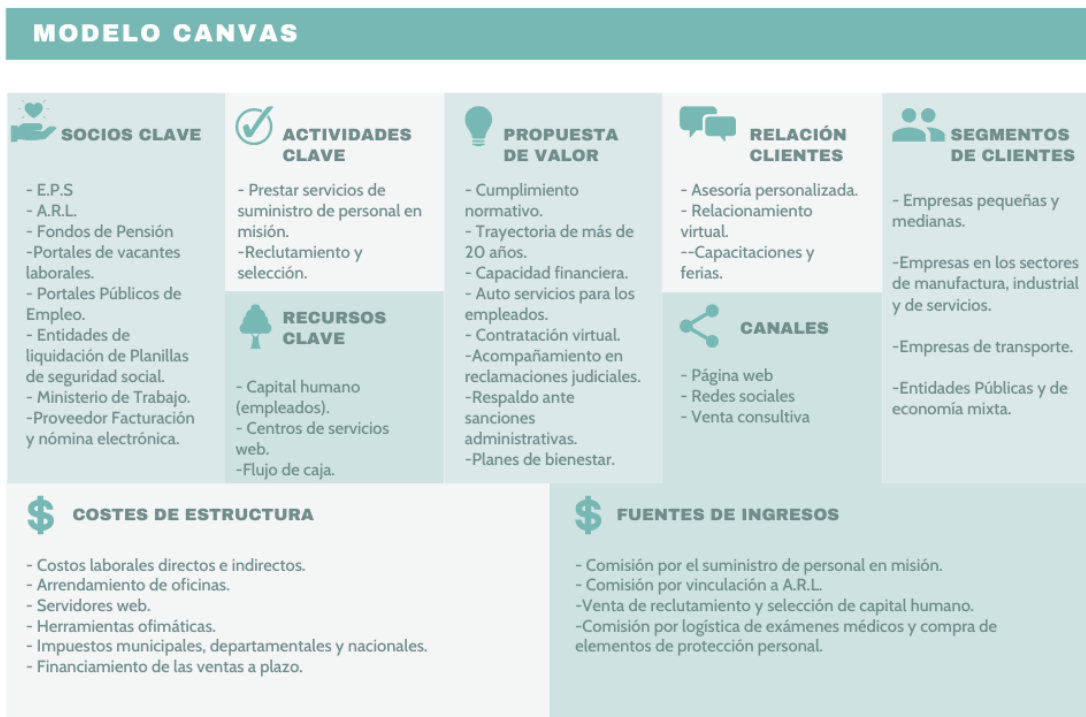 MODELO CANVAS
SOCIOS CLAVE
- E.P.S
- A.R.L.
- Fondos de Pensión
-Portales de vacantes
laborales.
- Portales Públicos de
Empleo.
- Entidades de
liquidación de Planillas
de seguridad social.
- Ministerio de Trabajo.
-Proveedor Facturación
y nómina electrónica.
ACTIVIDADES
CLAVE
- Prestar servicios de
suministro de personal en
misión.
-Reclutamiento y
selección.
RECURSOS
CLAVE
- Capital humano
(empleados).
- Centros de servicios
web.
-Flujo de caja.
PROPUESTA
DE VALOR
- Cumplimiento
normativo.
- Trayectoria de más de
20 años.
- Capacidad financiera.
- Auto servicios para los
empleados.
- Contratación virtual.
-Acompañamiento en
reclamaciones judiciales.
-Respaldo ante
sanciones
administrativas.
-Planes de bienestar.
RELACIÓN
CLIENTES
- Asesoría personalizada.
- Relacionamiento
virtual.
--Capacitaciones y
ferias.
CANALES
- Página web
- Redes sociales
- Venta consultiva
SEGMENTOS
DE CLIENTES
- Empresas pequeñas y
medianas.
-Empresas en los sectores
de manufactura, industrial
y de servicios.
-Empresas de transporte.
-Entidades Públicas y de
economía mixta.
$ COSTES DE ESTRUCTURA
- Costos laborales directos e indirectos.
- Arrendamiento de oficinas.
- Servidores web.
- Herramientas ofimáticas.
- Impuestos municipales, departamentales y nacionales.
- Financiamiento de las ventas a plazo.
$ FUENTES DE INGRESOS
- Comisión por el suministro de personal en misión.
- Comisión por vinculación a A.R.L.
-Venta de reclutamiento y selección de capital humano.
-Comisión por logística de exámenes médicos y compra de
elementos de protección personal.